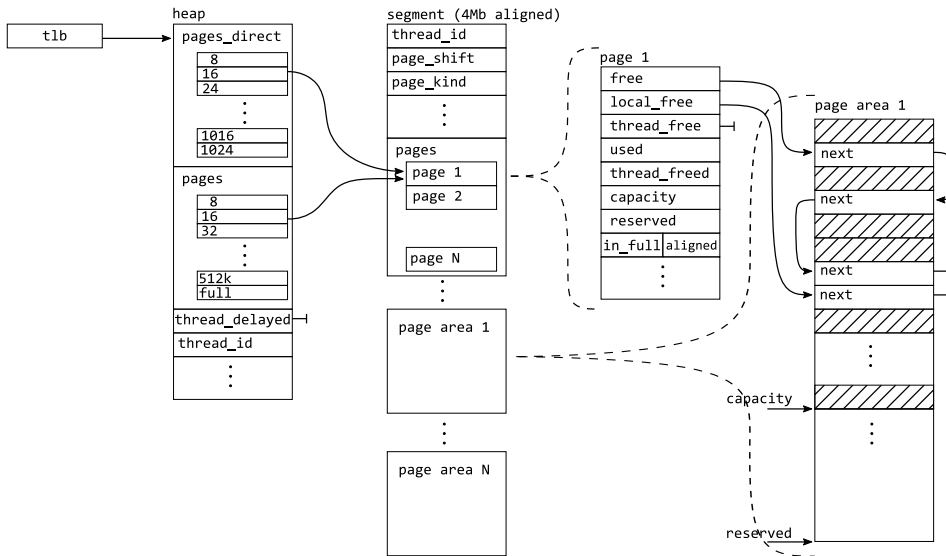 tlb
heap
pages_direct
8
16
24
1016
1024
pages
8
16
32
512k
full
thread_delayed
thread_id
segment (4Mb aligned)
thread_id
page_shift
page_kind
pages
page 1
page 2
page N
page area 1
page area N
page 1
free
local_free
thread_free
used
thread_freed
capacity
reserved
in_full aligned
page area 1
next
next
next
next
capacity
reserved